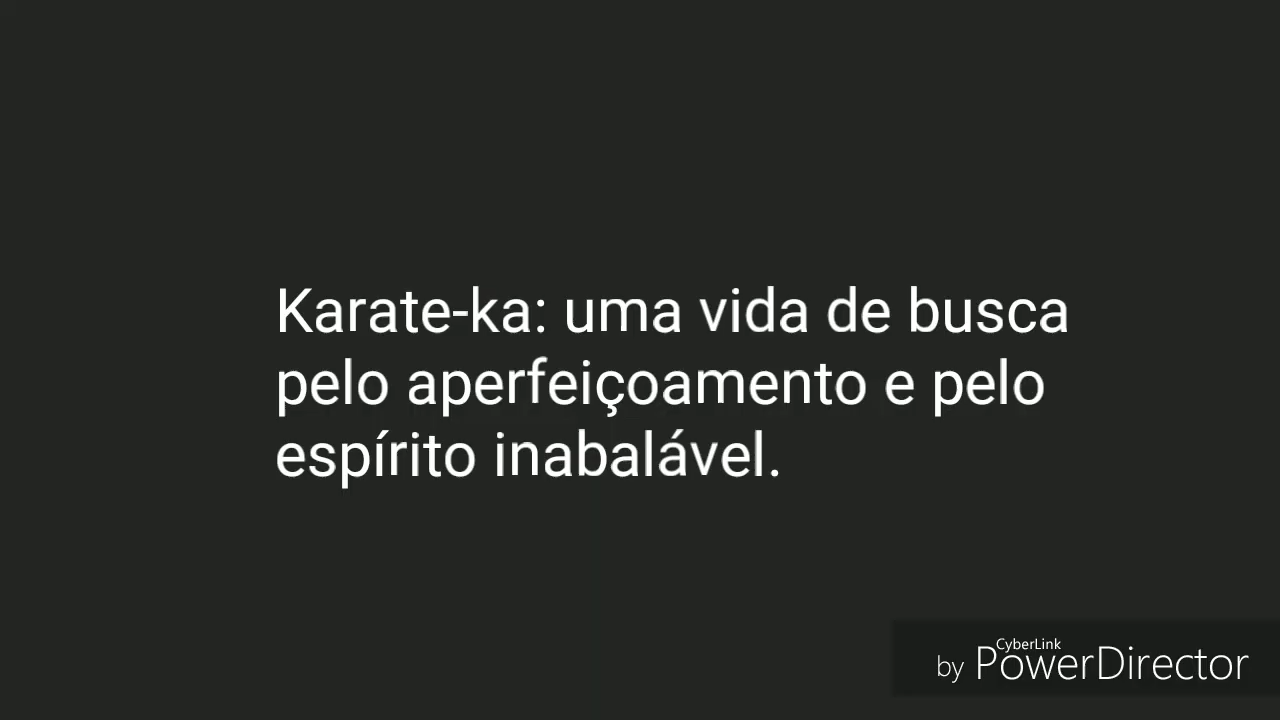 Karate-ka: uma vida de busca
pelo aperfeiçoamento e pelo
espírito inabalável.
CyberLink
by PowerDirector